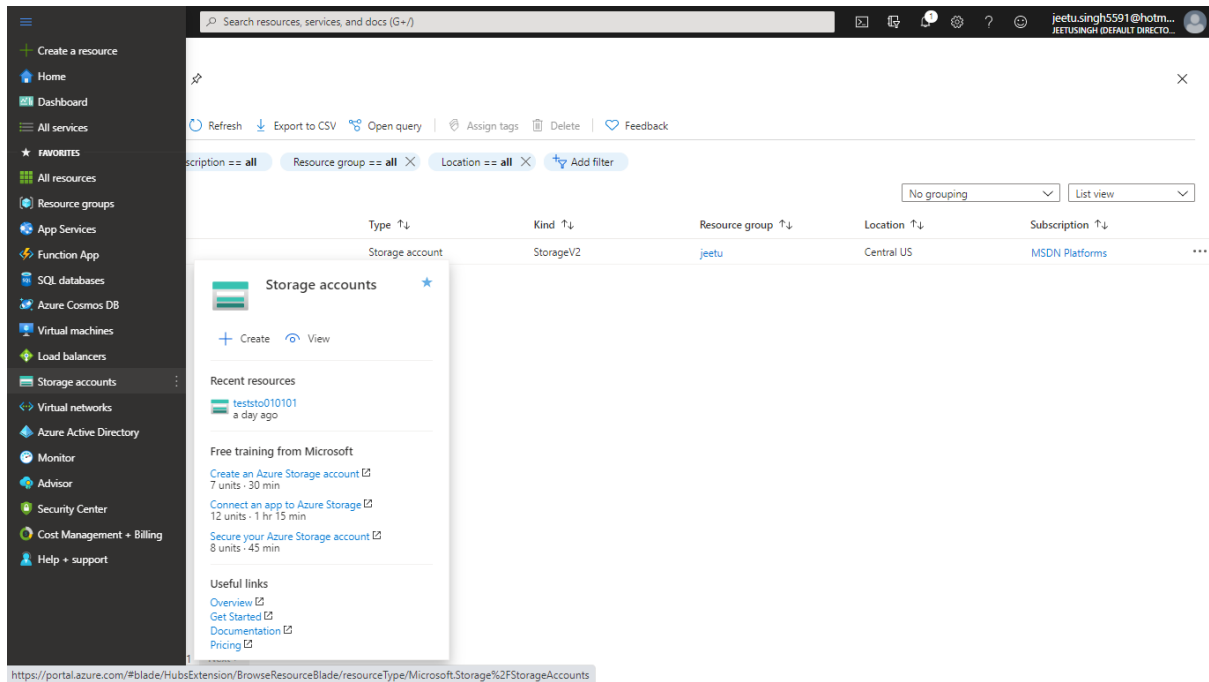 Search resources, services, and docs (G+/)
1
?
jeetu.singh5591@hotm...
JEETUSINGH (DEFAULT DIRECTO...
Create a resource
Home
Dashboard
All services
FAVORITES
All resources
Resource groups
App Services
Function App
SQL databases
Azure Cosmos DB
Virtual machines
Load balancers
Storage accounts
Virtual networks
Azure Active Directory
Monitor
Advisor
Security Center
Cost Management + Billing
Help + support
Refresh Export to CSV Open query Assign tags Delete Feedback
scription == all Resource group == all Location == all Add filter
No grouping List view
Type Kind Resource group Location Subscription
Storage account StorageV2 jeetu Central US MSDN Platforms
Storage accounts
Create View
Recent resources
teststo010101
a day ago
Free training from Microsoft
Create an Azure Storage account
7 units · 30 min
Connect an app to Azure Storage
12 units · 1 hr 15 min
Secure your Azure Storage account
8 units · 45 min
Useful links
Overview
Get Started
Documentation
Pricing
1
https://portal.azure.com/#blade/HubsExtension/BrowseResourceBlade/resourceType/Microsoft.Storage%2FStorageAccounts